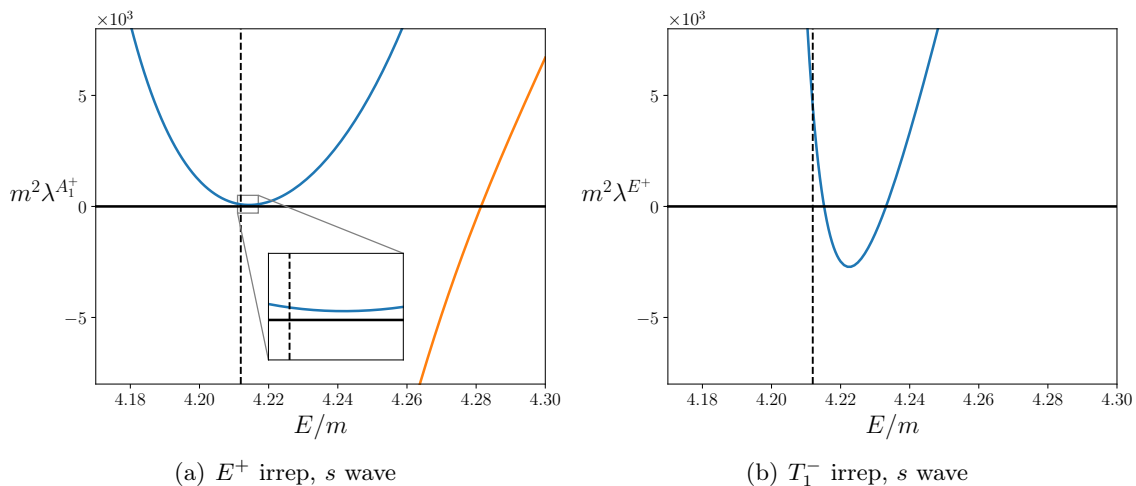 ×10³ ×10³
5000 5000
m²λ^{A₁⁺} 0 m²λ^{E⁺} 0
−5 −5
4.18 4.20 4.22 4.24 4.26 4.28 4.30 4.18 4.20 4.22 4.24 4.26 4.28 4.30
E/m E/m
(a) E⁺ irrep, s wave (b) T₁⁻ irrep, s wave